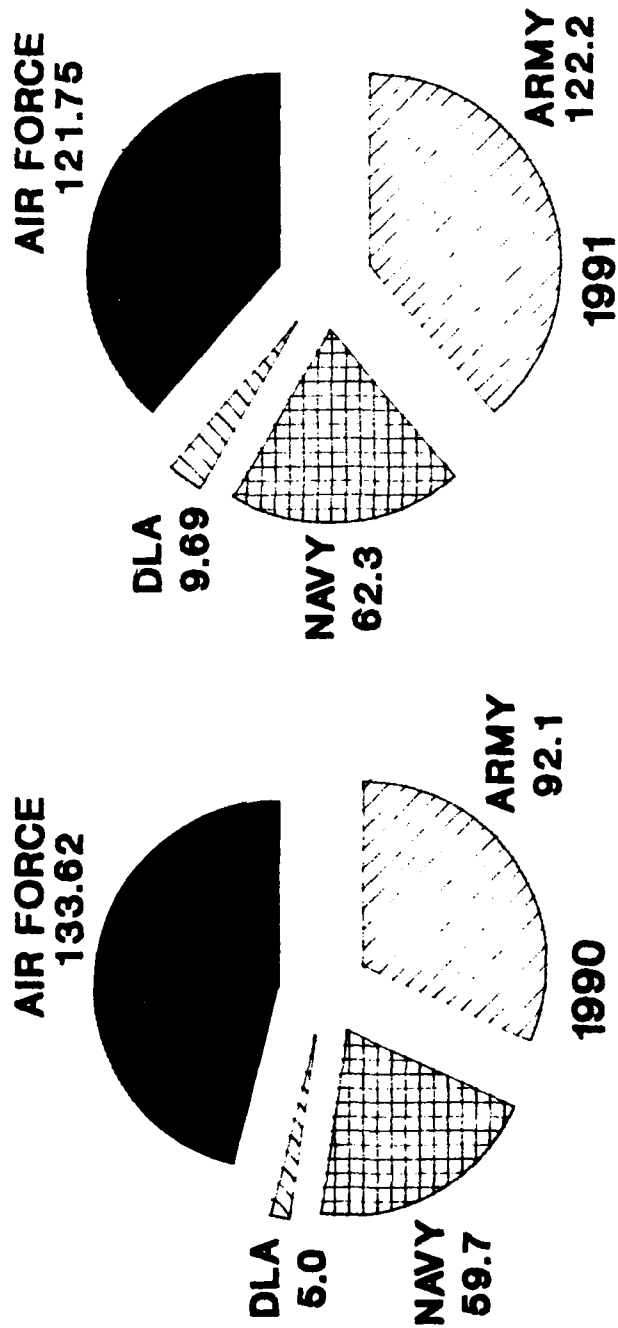 AIR FORCE
133.62
DLA
5.0
NAVY
59.7
ARMY
92.1
1990
AIR FORCE
121.75
DLA
9.69
NAVY
62.3
ARMY
122.2
1991